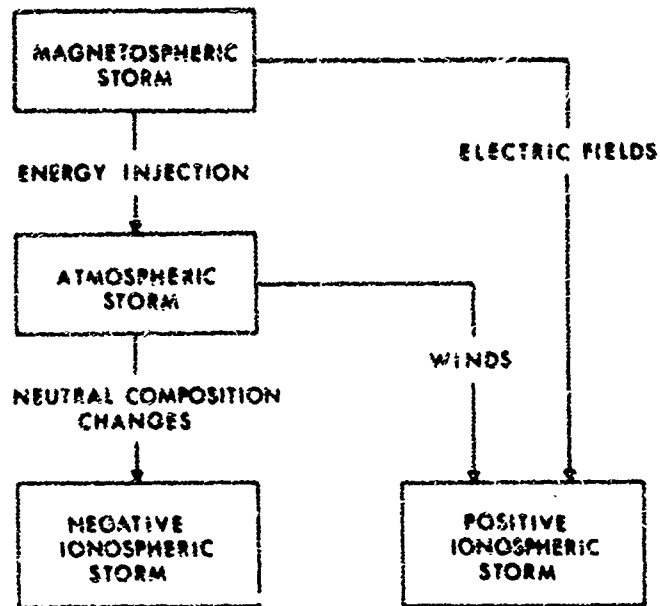 MAGNETOSPHERIC
STORM
ELECTRIC FIELDS
ENERGY INJECTION
ATMOSPHERIC
STORM
WINDS
NEUTRAL COMPOSITION
CHANGES
NEGATIVE
IONOSPHERIC
STORM
POSITIVE
IONOSPHERIC
STORM